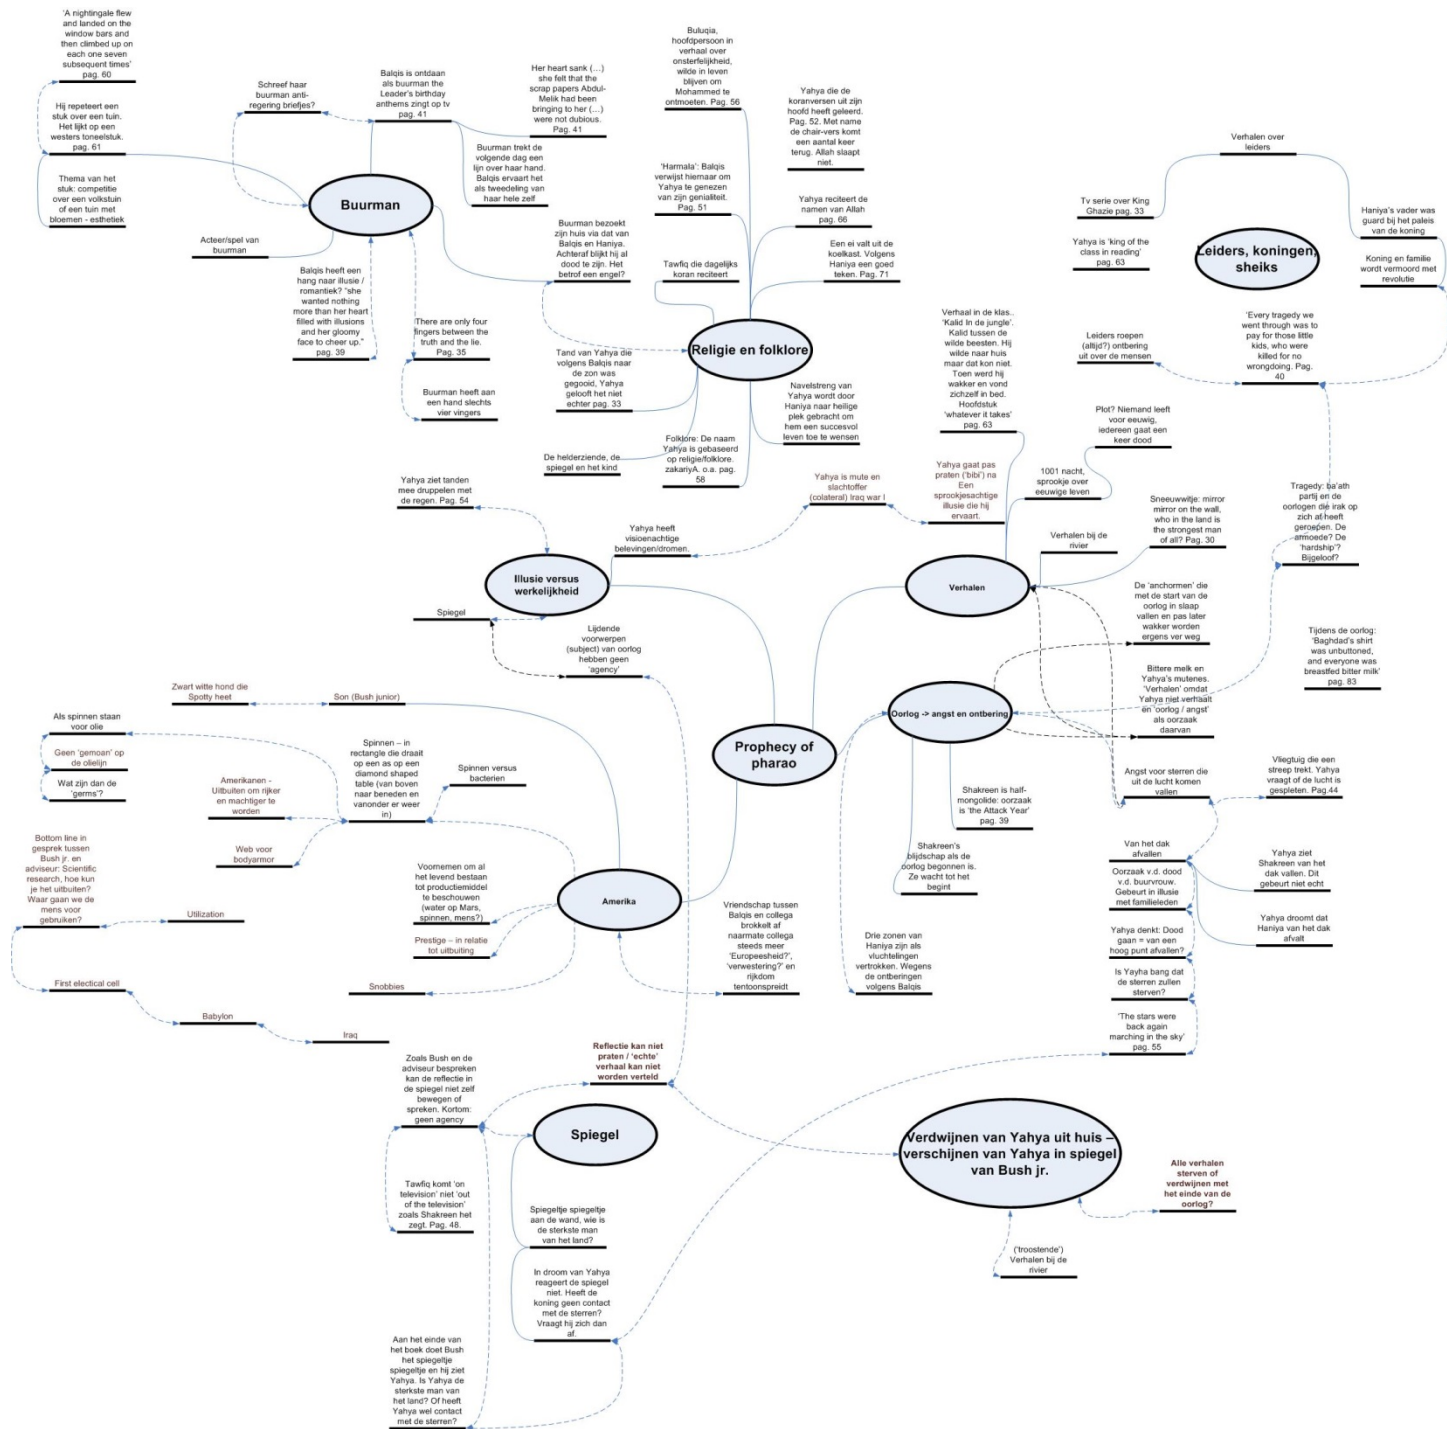 ‘A nightingale flew
and landed on the
window bars and
then climbed up on
each one seven
subsequent times’
pag. 60
Hij repeteert een
stuk over een tuin.
Het lijkt op een
westers toneelstuk.
pag. 61
Thema van het
stuk: competitie
over een volkstuin
of een tuin met
bloemen - esthetiek
Schreef haar
buurman anti-
regering briefjes?
Balqis is ontdaan
als buurman the
Leader’s birthday
anthems zingt op tv
pag. 41
Her heart sank (…)
she felt that the
scrap papers Abdul-
Melik had been
bringing to her (…)
were not dubious.
Pag. 41
Buurman trekt de
volgende dag een
lijn over haar hand.
Balqis ervaart het
als tweedeling van
haar hele zelf
Buurman
Acteer/spel van
buurman
Balqis heeft een
hang naar illusie /
romantiek? “she
wanted nothing
more than her heart
filled with illusions
and her gloomy
face to cheer up.”
pag. 39
There are only four
fingers between the
truth and the lie.
Pag. 35
Buurman heeft aan
een hand slechts
vier vingers
Buurman bezoekt
zijn huis via dat van
Balqis en Haniya.
Achteraf blijkt hij al
dood te zijn. Het
betrof een engel?
Buluqia,
hoofdpersoon in
verhaal over
onsterfelijkheid,
wilde in leven
blijven om
Mohammed te
ontmoeten. Pag. 56
Yahya die de
koranversen uit zijn
hoofd heeft geleerd.
Pag. 52. Met name
de chair-vers komt
een aantal keer
terug. Allah slaapt
niet.
‘Harmala’: Balqis
verwijst hiernaar om
Yahya te genezen
van zijn genialiteit.
Pag. 51
Yahya reciteert de
namen van Allah
pag. 66
Tawfiq die dagelijks
koran reciteert
Een ei valt uit de
koelkast. Volgens
Haniya een goed
teken. Pag. 71
Religie en folklore
Tand van Yahya die
volgens Balqis naar
de zon was
gegooid, Yahya
gelooft het niet
echter pag. 33
De helderziende, de
spiegel en het kind
Folklore: De naam
Yahya is gebaseerd
op religie/folklore.
zakariyA. o.a. pag.
58
Navelstreng van
Yahya wordt door
Haniya naar heilige
plek gebracht om
hem een succesvol
leven toe te wensen
Verhalen over
leiders
Tv serie over King
Ghazie pag. 33
Yahya is ‘king of the
class in reading’
pag. 63
Leiders, koningen,
sheiks
Haniya’s vader was
guard bij het paleis
van de koning
Koning en familie
wordt vermoord met
revolutie
Leiders roepen
(altijd?) ontbering
uit over de mensen
‘Every tragedy we
went through was to
pay for those little
kids, who were
killed for no
wrongdoing. Pag.
40
Verhaal in de klas..
‘Kalid In de jungle’.
Kalid tussen de
wilde beesten. Hij
wilde naar huis
maar dat kon niet.
Toen werd hij
wakker en vond
zichzelf in bed.
Hoofdstuk
‘whatever it takes’
pag. 63
Plot? Niemand leeft
voor eeuwig,
iedereen gaat een
keer dood
1001 nacht,
sprookje over
eeuwige leven
Yahya gaat pas
praten (‘bibi’) na
Een
sprookjesachtige
illusie die hij
ervaart.
Yahya is mute en
slachtoffer
(colateral) Iraq war I
Sneeuwwitje: mirror
mirror on the wall,
who in the land is
the strongest man
of all? Pag. 30
Verhalen bij de
rivier
Tragedy: ba’ath
partij en de
oorlogen die irak op
zich af heeft
geroepen. De
armoede? De
‘hardship’?
Bijgeloof?
Yahya ziet tanden
mee druppelen met
de regen. Pag. 54
Yahya heeft
visioenachtige
belevingen/dromen.
Illusie versus
werkelijkheid
Spiegel
Lijdende
voorwerpen
(subject) van oorlog
hebben geen
‘agency’
Verhalen
De ‘anchormen’ die
met de start van de
oorlog in slaap
vallen en pas later
wakker worden
ergens ver weg
Tijdens de oorlog:
‘Baghdad’s shirt
was unbuttoned,
and everyone was
breastfed bitter milk’
pag. 83
Bittere melk en
Yahya’s mutenes.
‘Verhalen’ omdat
Yahya niet verhaalt
en ‘oorlog / angst’
als oorzaak
daarvan
Oorlog -> angst en ontbering
Prophecy of
pharao
Angst voor sterren die
uit de lucht komen
vallen
Vliegtuig die een
streep trekt. Yahya
vraagt of de lucht is
gespleten. Pag.44
Shakreen is half-
mongolide: oorzaak
is ‘the Attack Year’
pag. 39
Shakreen’s
blijdschap als de
oorlog begonnen is.
Ze wacht tot het
begint
Drie zonen van
Haniya zijn als
vluchtelingen
vertrokken. Wegens
de ontberingen
volgens Balqis
Van het dak
afvallen
Oorzaak v.d. dood
v.d. buurvrouw.
Gebeurt in illusie
met familieleden
Yahya denkt: Dood
gaan = van een
hoog punt afvallen?
Is Yayha bang dat
de sterren zullen
sterven?
‘The stars were
back again
marching in the sky’
pag. 55
Yahya ziet
Shakreen van het
dak vallen. Dit
gebeurt niet echt
Yahya droomt dat
Haniya van het dak
afvalt
Zwart witte hond die
Spotty heet
Son (Bush junior)
Als spinnen staan
voor olie
Geen ‘gemoan’ op
de olielijn
Wat zijn dan de
‘germs’?
Spinnen – in
rectangle die draait
op een as op een
diamond shaped
table (van boven
naar beneden en
vanonder er weer
in)
Spinnen versus
bacterien
Amerikanen -
Uitbuiten om rijker
en machtiger te
worden
Web voor
bodyarmor
Bottom line in
gesprek tussen
Bush jr. en
adviseur: Scientific
research, hoe kun
je het uitbuiten?
Waar gaan we de
mens voor
gebruiken?
Utilization
Voornemen om al
het levend bestaan
tot productiemiddel
te beschouwen
(water op Mars,
spinnen, mens?)
Prestige – in relatie
tot uitbuiting
Snobbies
Amerika
Vriendschap tussen
Balqis en collega
brokkelt af
naarmate collega
steeds meer
‘Europeesheid?’,
‘verwestering?’ en
rijkdom
tentoonspreidt
First electical cell
Babylon
Iraq
Zoals Bush en de
adviseur bespreken
kan de reflectie in
de spiegel niet zelf
bewegen of
spreken. Kortom:
geen agency
Reflectie kan niet
praten / ‘echte’
verhaal kan niet
worden verteld
Spiegel
Tawfiq komt ‘on
television’ niet ‘out
of the television’
zoals Shakreen het
zegt. Pag. 48.
Spiegeltje spiegeltje
aan de wand, wie is
de sterkste man
van het land?
In droom van Yahya
reageert de spiegel
niet. Heeft de
koning geen contact
met de sterren?
Vraagt hij zich dan
af.
Aan het einde van
het boek doet Bush
het spiegeltje
spiegeltje en hij ziet
Yahya. Is Yahya de
sterkste man van
het land? Of heeft
Yahya wel contact
met de sterren?
Verdwijnen van Yahya uit huis –
verschijnen van Yahya in spiegel
van Bush jr.
Alle verhalen
sterven of
verdwijnen met
het einde van de
oorlog?
(‘troostende’)
Verhalen bij de
rivier